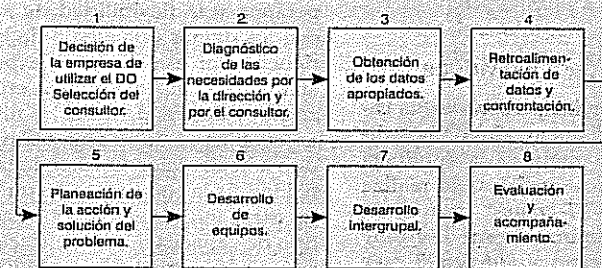 1
Decisión de
la empresa de
utilizar el DO
Selección del
consultor.
2
Diagnóstico
de las
necesidades por
la dirección y
por el consultor.
3
Obtención
de los datos
apropiados.
4
Retroalimen-
tación de
datos y
confrontación.
5
Planeación de
la acción y
solución del
problema.
6
Desarrollo
de
equipos.
7
Desarrollo
Intergrupal.
8
Evaluación
y
acompaña-
miento.